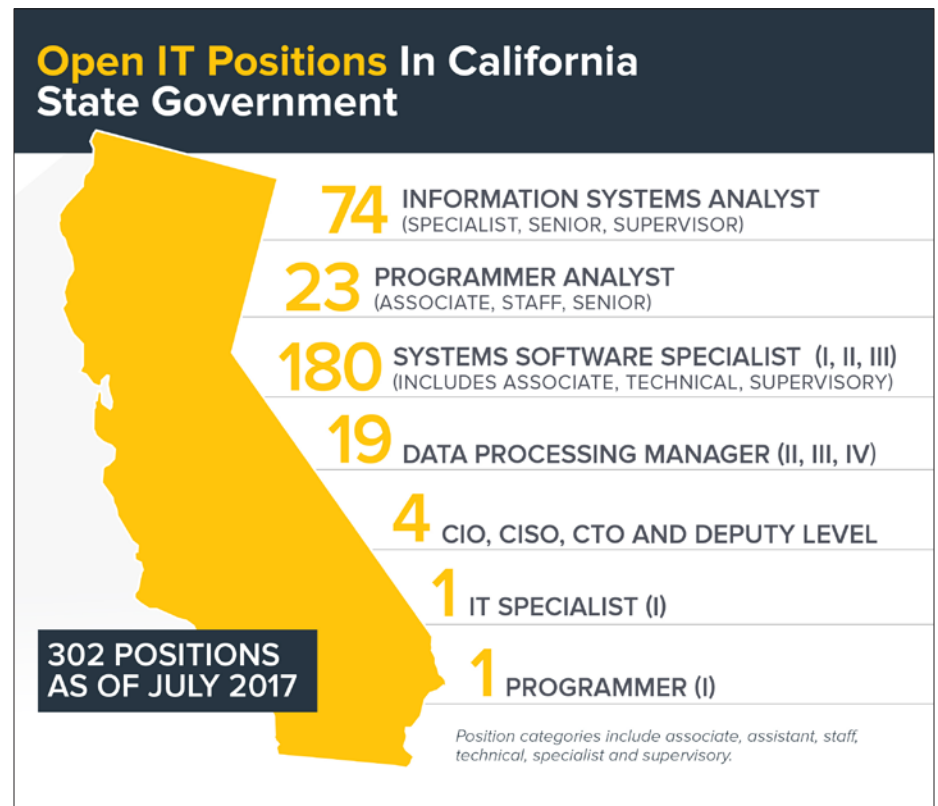 Open IT Positions In California
State Government
74 INFORMATION SYSTEMS ANALYST
(SPECIALIST, SENIOR, SUPERVISOR)
23 PROGRAMMER ANALYST
(ASSOCIATE, STAFF, SENIOR)
180 SYSTEMS SOFTWARE SPECIALIST (I, II, III)
(INCLUDES ASSOCIATE, TECHNICAL, SUPERVISORY)
19 DATA PROCESSING MANAGER (II, III, IV)
4 CIO, CISO, CTO AND DEPUTY LEVEL
1 IT SPECIALIST (I)
1 PROGRAMMER (I)
302 POSITIONS
AS OF JULY 2017
Position categories include associate, assistant, staff,
technical, specialist and supervisory.